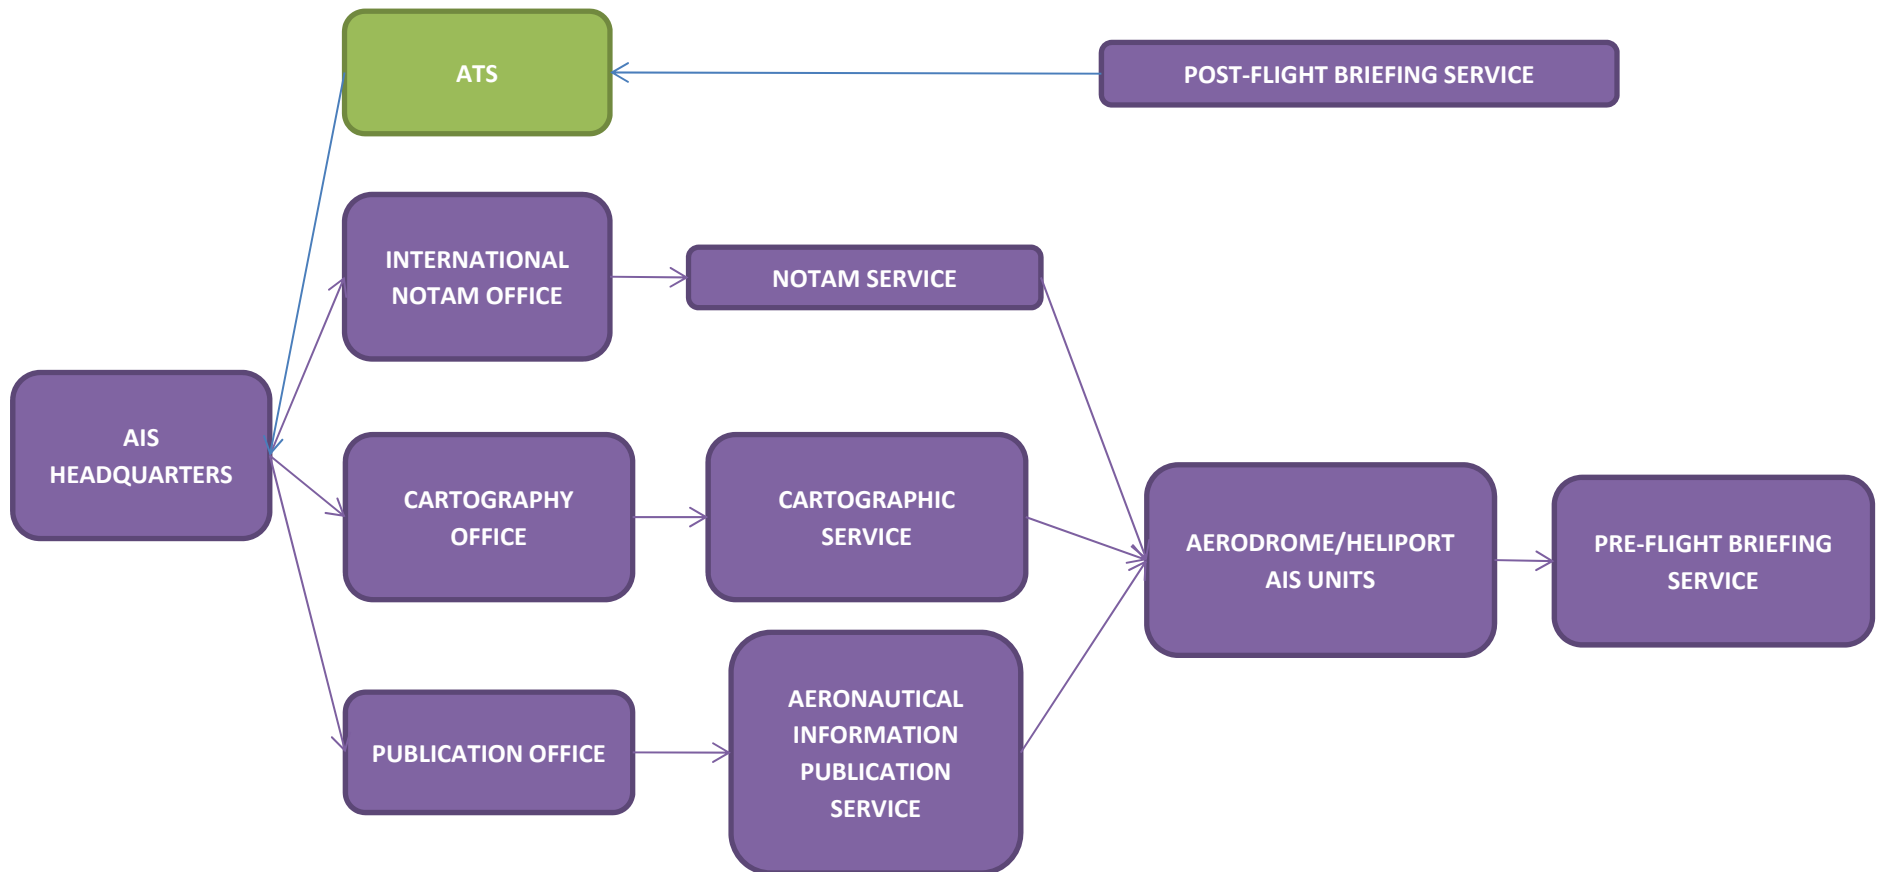 ATS
POST-FLIGHT BRIEFING SERVICE
INTERNATIONAL
NOTAM OFFICE
NOTAM SERVICE
AIS
HEADQUARTERS
CARTOGRAPHY
OFFICE
CARTOGRAPHIC
SERVICE
AERODROME/HELIPORT
AIS UNITS
PRE-FLIGHT BRIEFING
SERVICE
PUBLICATION OFFICE
AERONAUTICAL
INFORMATION
PUBLICATION
SERVICE